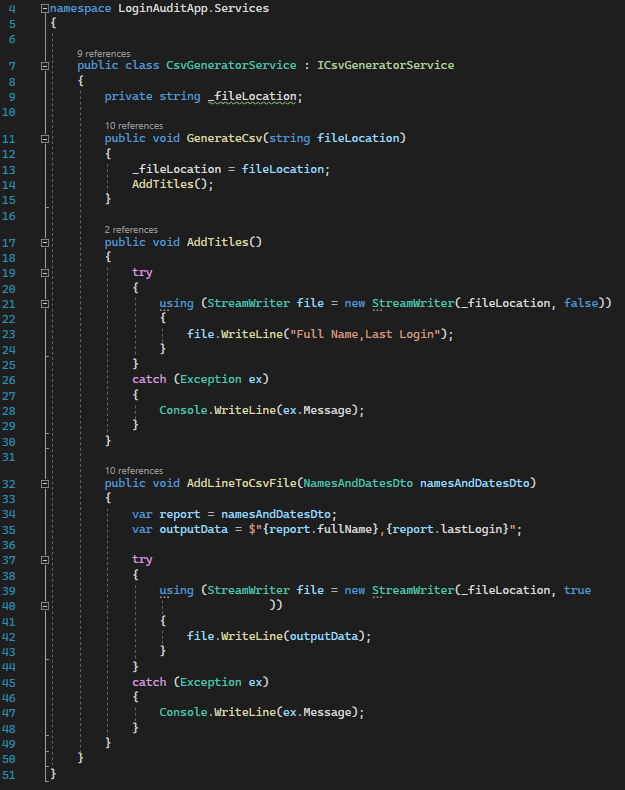 4 namespace LoginAuditApp.Services
5 {
6
9 references
7 public class CsvGeneratorService : ICsvGeneratorService
8 {
9 private string _fileLocation;
10
10 references
11 public void GenerateCsv(string fileLocation)
12 {
13 _fileLocation = fileLocation;
14 AddTitles();
15 }
16
2 references
17 public void AddTitles()
18 {
19 try
20 {
21 using (StreamWriter file = new StreamWriter(_fileLocation, false))
22 {
23 file.WriteLine("Full Name,Last Login");
24 }
25 }
26 catch (Exception ex)
27 {
28 Console.WriteLine(ex.Message);
29 }
30 }
31
10 references
32 public void AddLineToCsvFile(NamesAndDatesDto namesAndDatesDto)
33 {
34 var report = namesAndDatesDto;
35 var outputData = $"{report.fullName},{report.lastLogin}";
36
37 try
38 {
39 using (StreamWriter file = new StreamWriter(_fileLocation, true
40 ))
41 {
42 file.WriteLine(outputData);
43 }
44 }
45 catch (Exception ex)
46 {
47 Console.WriteLine(ex.Message);
48 }
49 }
50 }
51 }